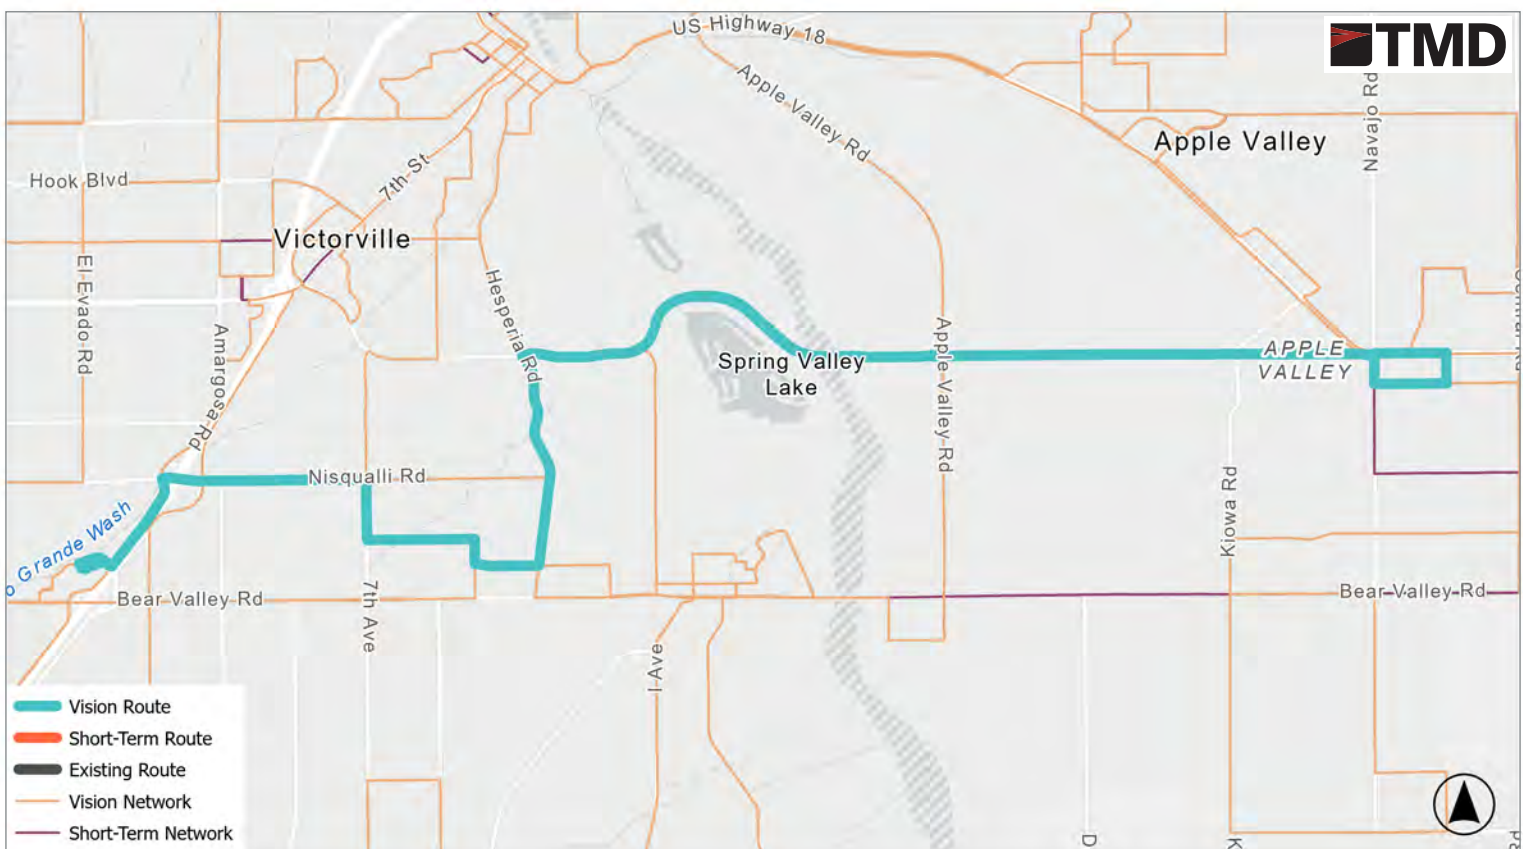 US Highway 18
TMD
Apple Valley Rd
Navajo Rd
Apple Valley
Hook Blvd
7th St
Victorville
El Evado Rd
Hesperia Rd
Amargosa Rd
Apple Valley Rd
Spring Valley
Lake
APPLE
VALLEY
Nisqualli Rd
o Grande Wash
Kiowa Rd
Bear Valley Rd
7th Ave
Bear Valley Rd
I Ave
Vision Route
Short-Term Route
Existing Route
Vision Network
Short-Term Network
D
K